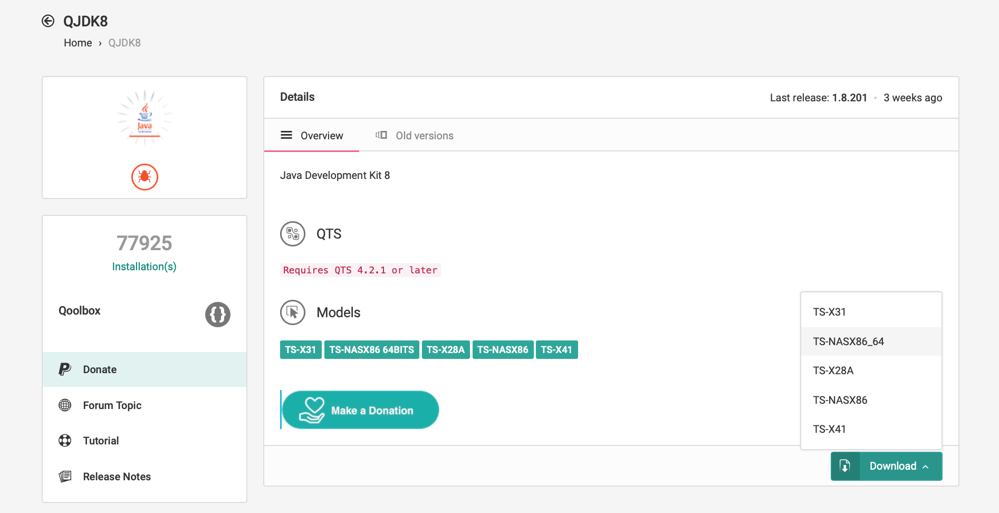 QJDK8
Home › QJDK8
Java
Details
Last release: 1.8.201 • 3 weeks ago
Overview
Old versions
Java Development Kit 8
QTS
Requires QTS 4.2.1 or later
Models
TS-X31 TS-NASX86 64BITS TS-X28A TS-NASX86 TS-X41
Make a Donation
77925
Installation(s)
Qoolbox
{}
Donate
Forum Topic
Tutorial
Release Notes
TS-X31
TS-NASX86_64
TS-X28A
TS-NASX86
TS-X41
Download